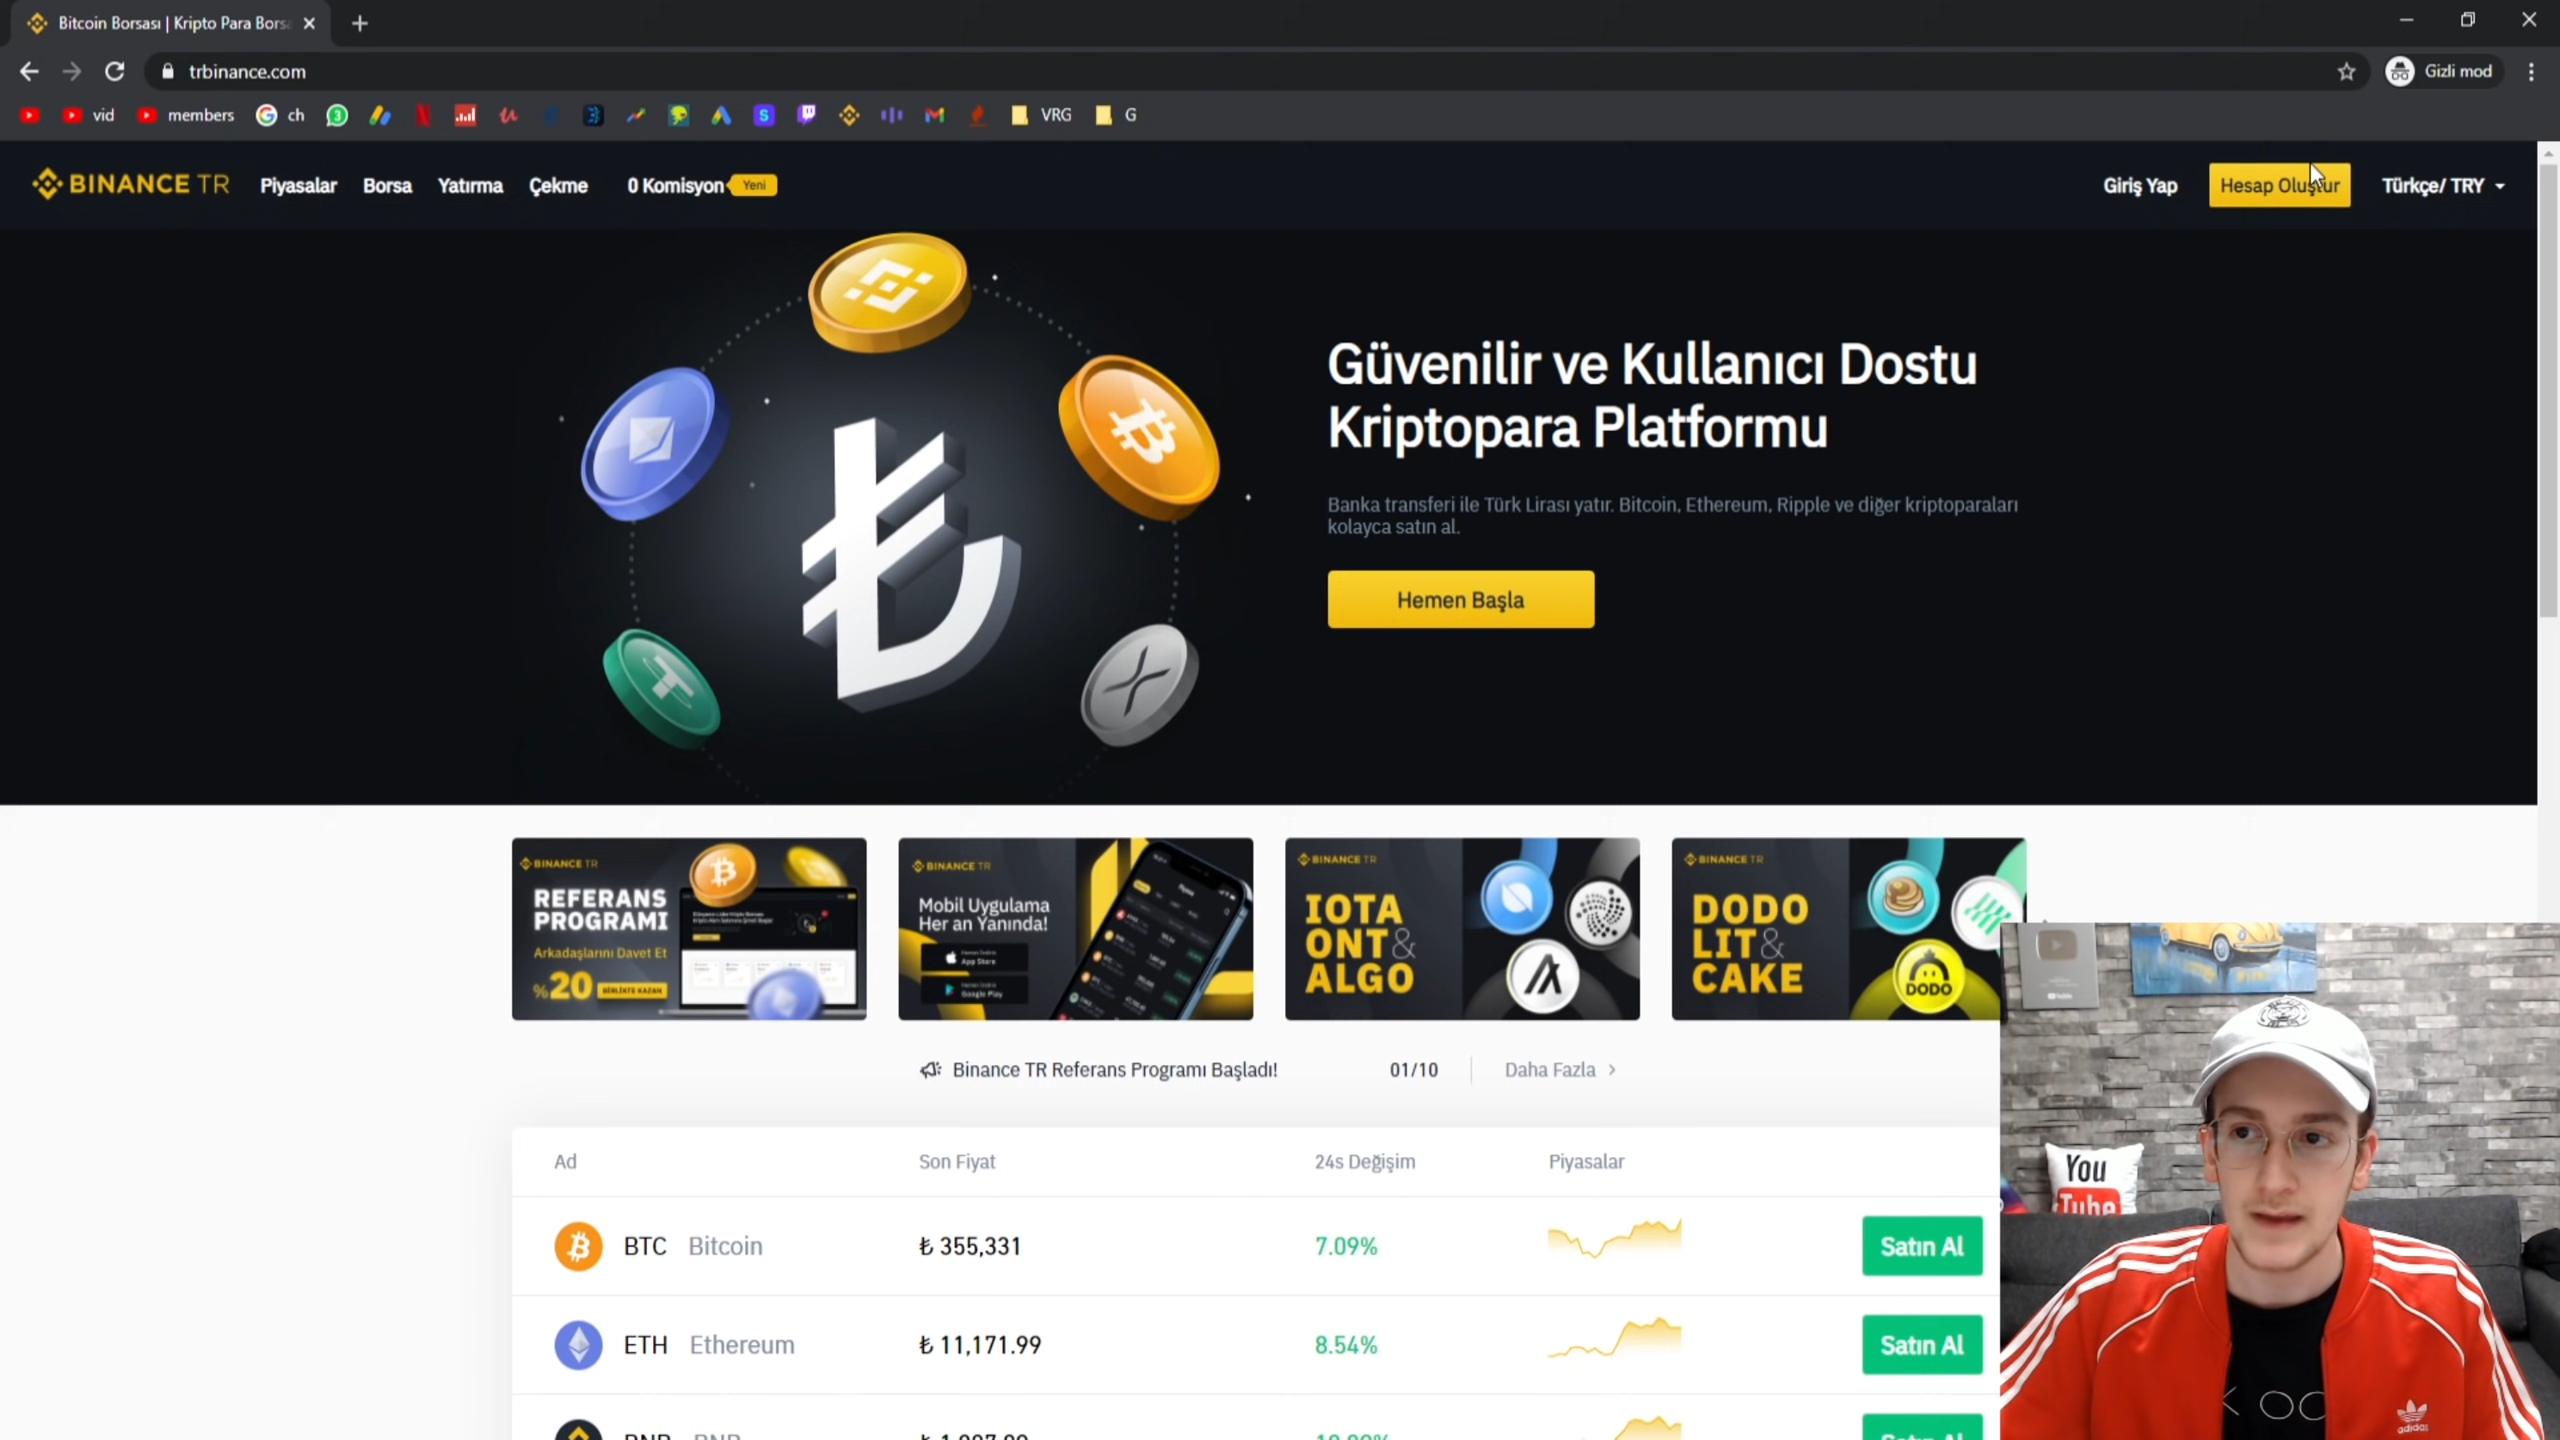 Bitcoin Borsası | Kripto Para Bors
trbinance.com
Gizli mod
vid
members
ch
VRG
G
BINANCE TR
Piyasalar
Borsa
Yatırma
Çekme
0 Komisyon
Yeni
Giriş Yap
Hesap Oluştur
Türkçe/ TRY
Güvenilir ve Kullanıcı Dostu
Kriptopara Platformu
Banka transferi ile Türk Lirası yatır. Bitcoin, Ethereum, Ripple ve diğer kriptoparaları
kolayca satın al.
Hemen Başla
BINANCE TR
REFERANS
PROGRAMI
Arkadaşlarını Davet Et
%20 BİRLİKTE KAZAN
BINANCE TR
Mobil Uygulama
Her an Yanında!
App Store
Google Play
BINANCE TR
IOTA
ONT&
ALGO
BINANCE TR
DODO
LIT&
CAKE
DODO
Binance TR Referans Programı Başladı!
01/10
Daha Fazla
Ad
Son Fiyat
24s Değişim
Piyasalar
BTC Bitcoin
₺ 355,331
7.09%
Satın Al
ETH Ethereum
₺ 11,171.99
8.54%
Satın Al
You
Tube
adidas